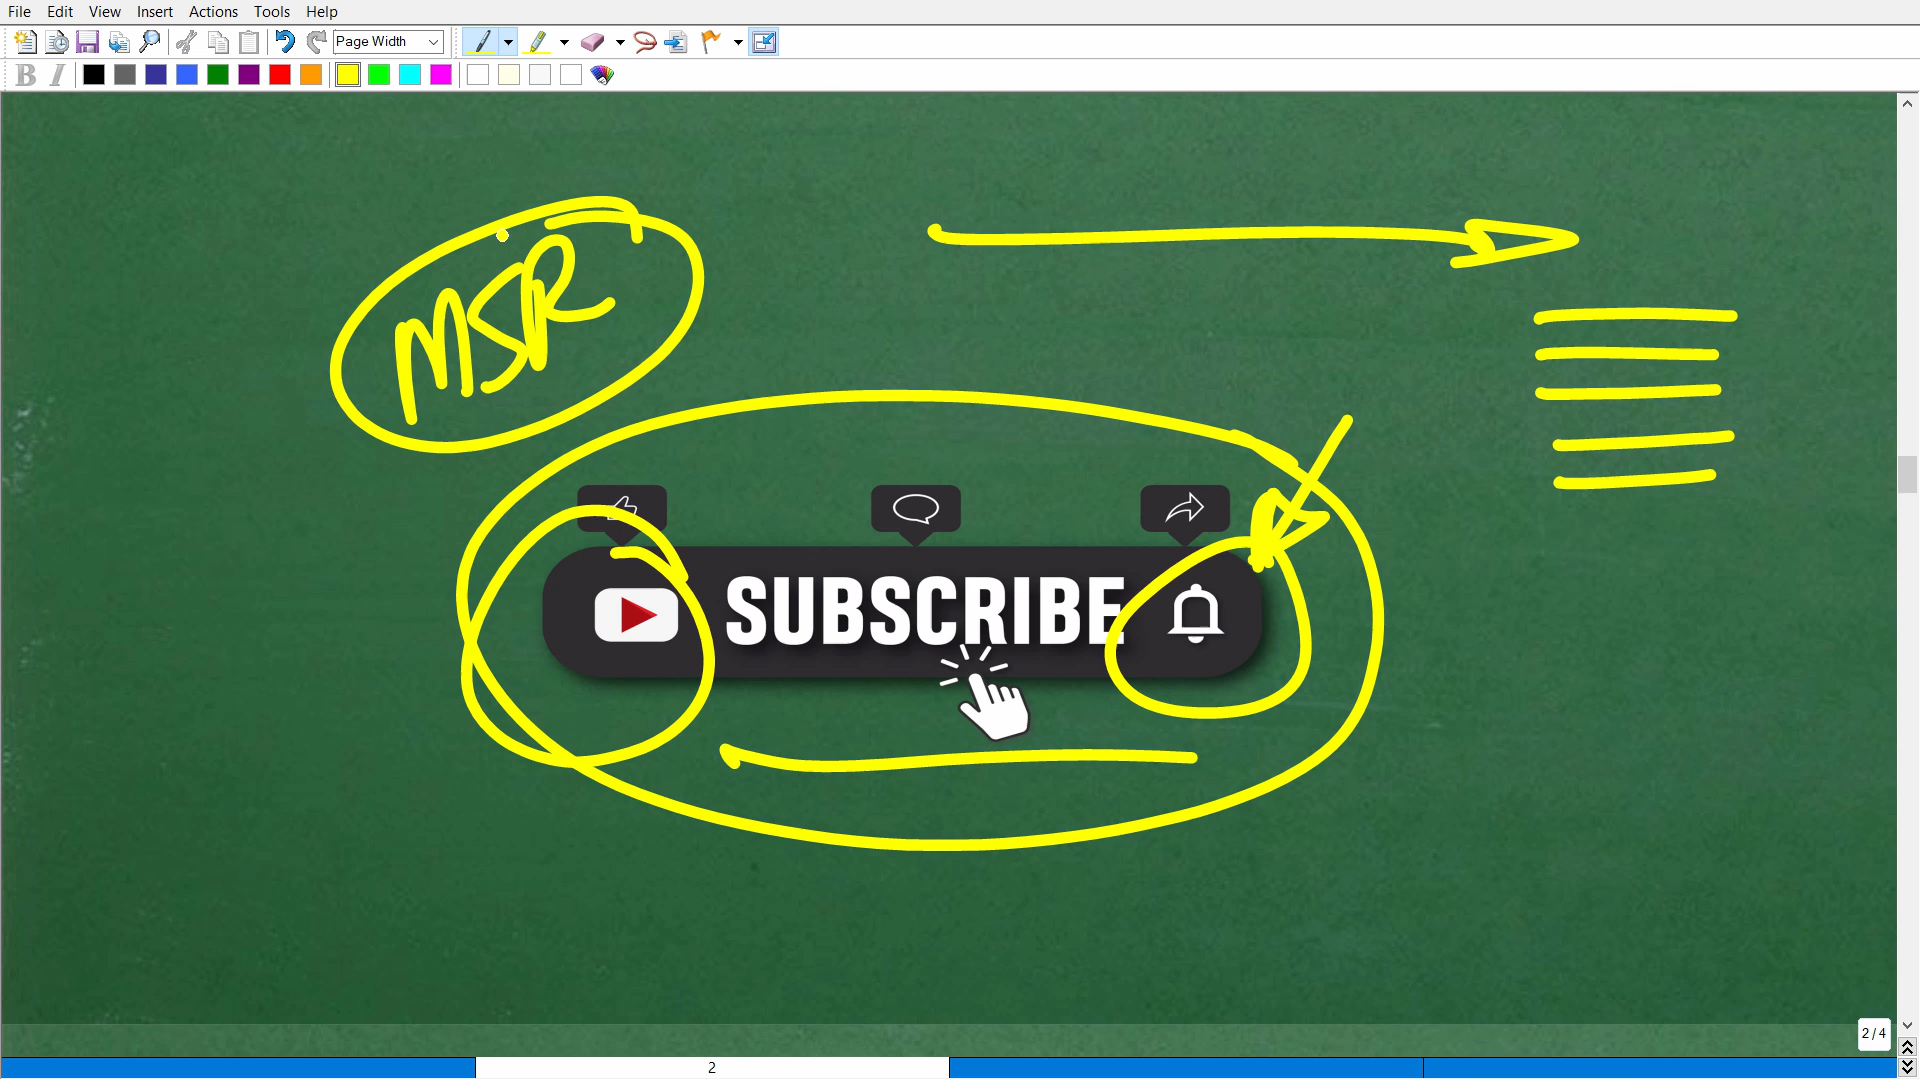 File Edit View Insert Actions Tools Help
Page Width
B I
MSR
SUBSCRIBE
2 / 4
2